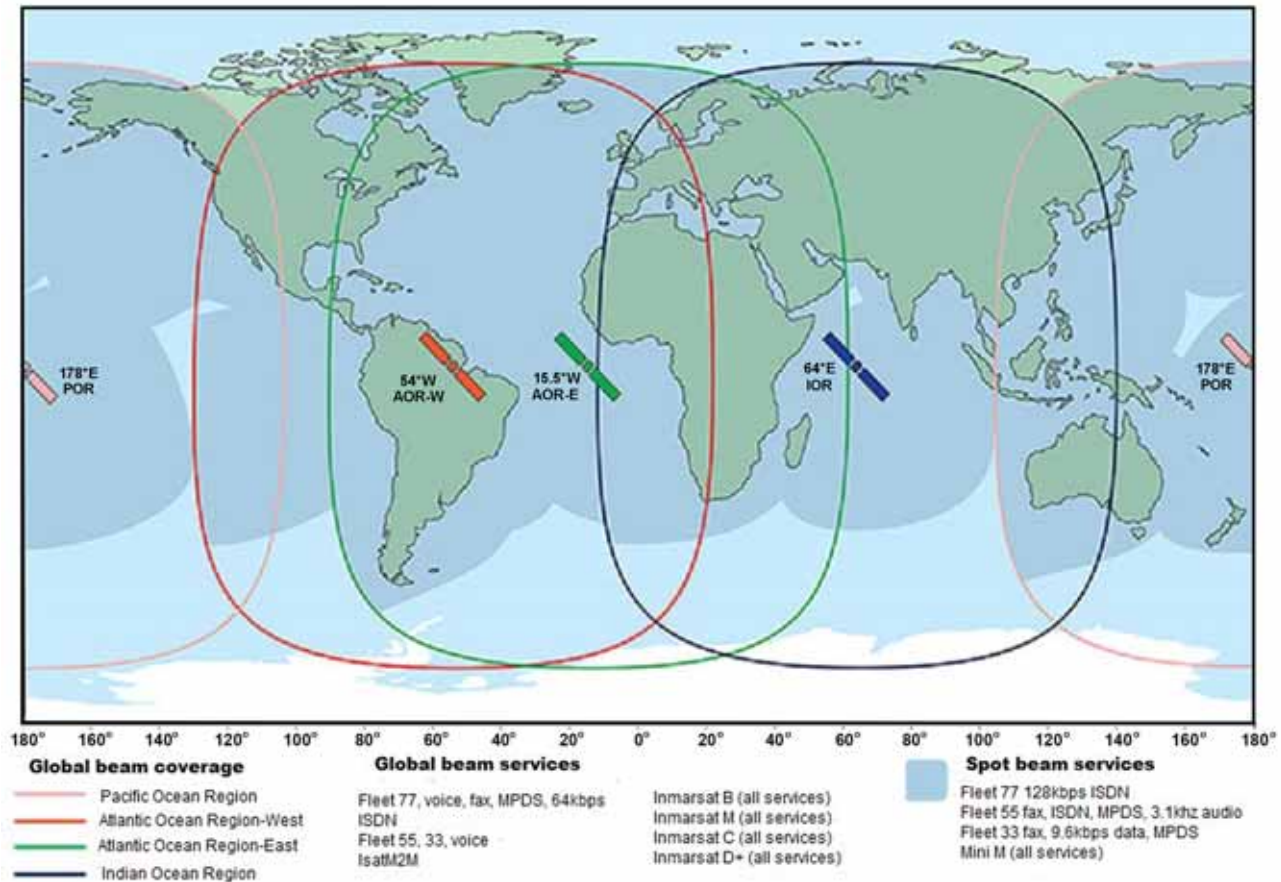 178°E
POR
54°W
AOR-W
15.5°W
AOR-E
64°E
IOR
178°E
POR
180° 160° 120° 100° 80° 60° 40° 20° 0° 20° 40° 60° 80° 100° 120° 140° 160° 180°
Global beam coverage
Pacific Ocean Region
Atlantic Ocean Region-West
Atlantic Ocean Region-East
Indian Ocean Region
Global beam services
Fleet 77, voice, fax, MPDS, 64kbps
ISDN
Fleet 55, 33, voice
IsatM2M
Inmarsat B (all services)
Inmarsat M (all services)
Inmarsat C (all services)
Inmarsat D+ (all services)
Spot beam services
Fleet 77 128kbps ISDN
Fleet 55 fax, ISDN, MPDS, 3.1khz audio
Fleet 33 fax, 9.6kbps data, MPDS
Mini M (all services)